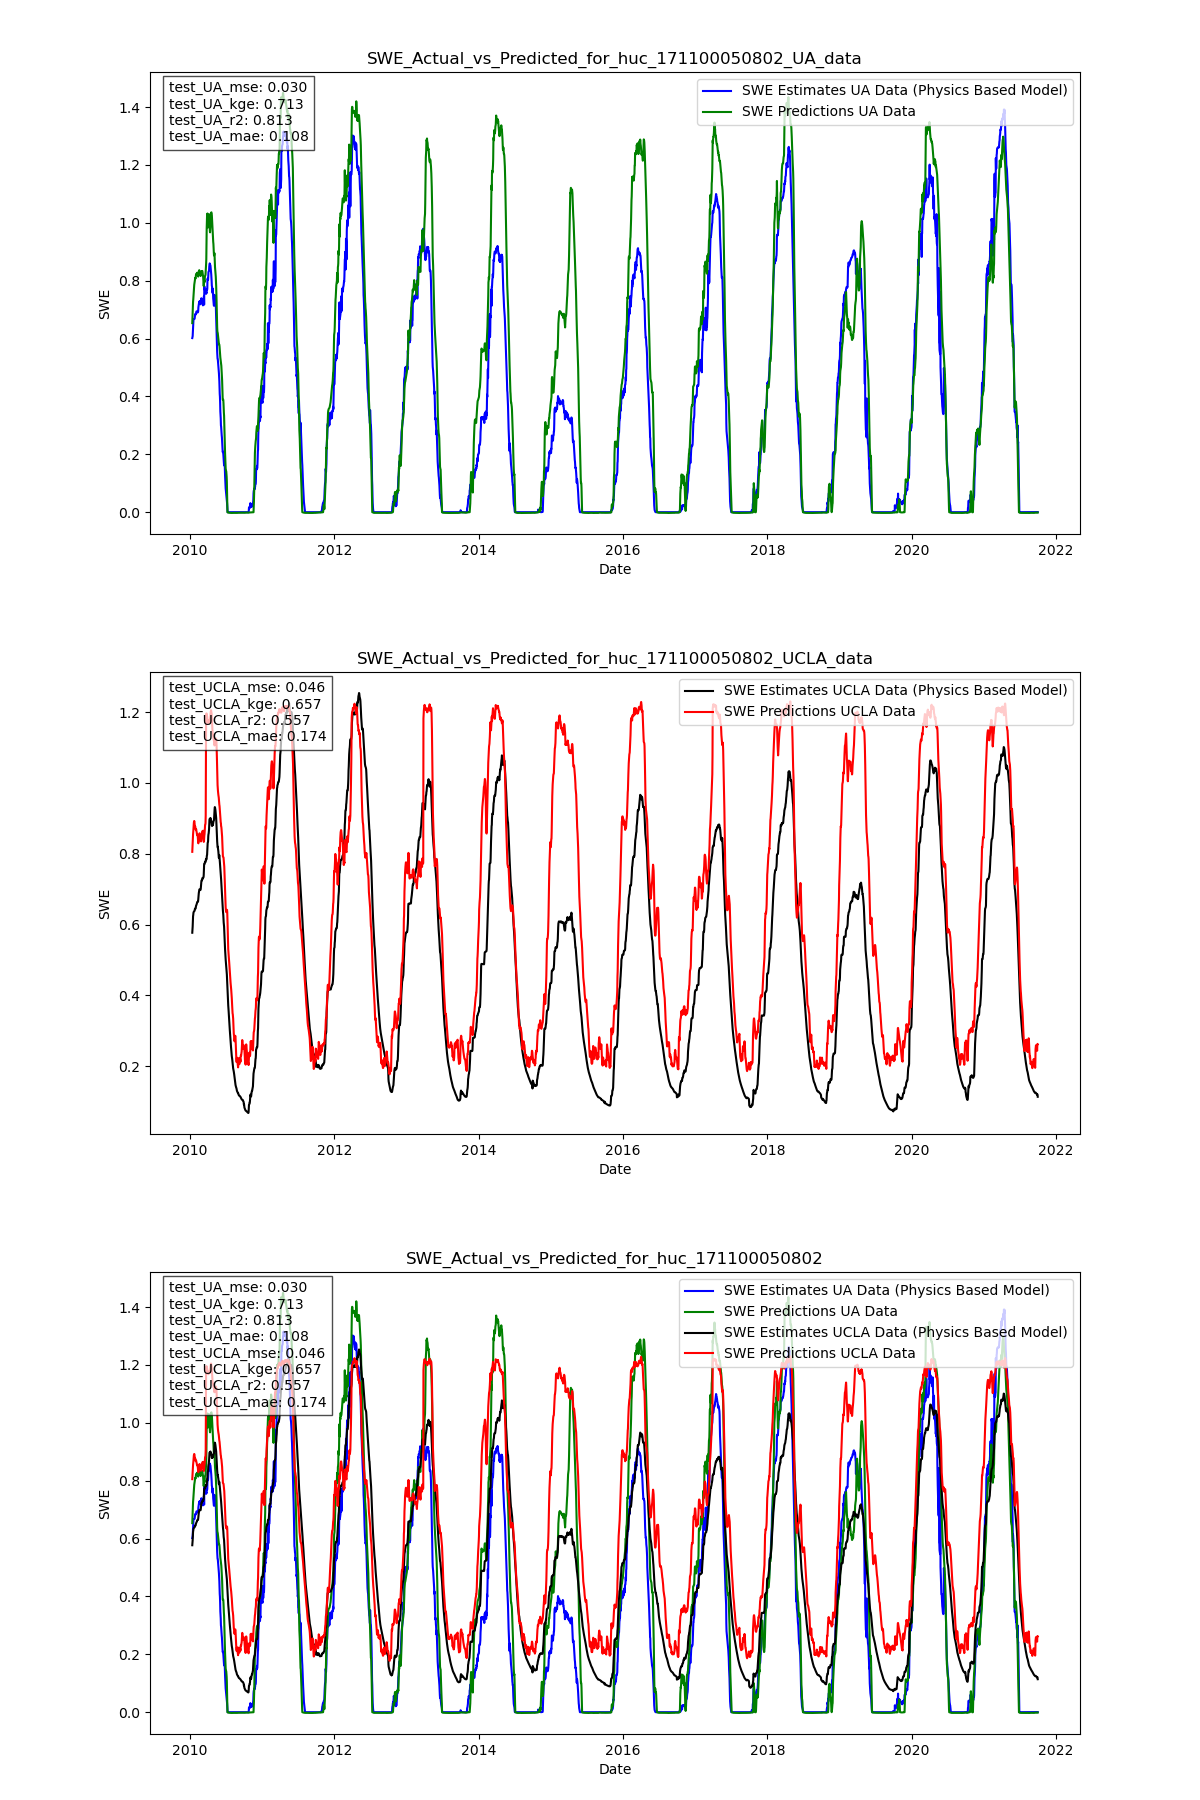 SWE_Actual_vs_Predicted_for_huc_171100050802_UA_data
test_UA_mse: 0.030
test_UA_kge: 0.713
test_UA_r2: 0.813
test_UA_mae: 0.108
SWE Estimates UA Data (Physics Based Model)
SWE Predictions UA Data
1.4
1.2
1.0
0.8
0.6
0.4
0.2
0.0
SWE
2010 2012 2014 2016 2018 2020 2022
Date
SWE_Actual_vs_Predicted_for_huc_171100050802_UCLA_data
test_UCLA_mse: 0.046
test_UCLA_kge: 0.657
test_UCLA_r2: 0.557
test_UCLA_mae: 0.174
SWE Estimates UCLA Data (Physics Based Model)
SWE Predictions UCLA Data
1.2
1.0
0.8
0.6
0.4
0.2
SWE
2010 2012 2014 2016 2018 2020 2022
Date
SWE_Actual_vs_Predicted_for_huc_171100050802
test_UA_mse: 0.030
test_UA_kge: 0.713
test_UA_r2: 0.813
test_UA_mae: 0.108
test_UCLA_mse: 0.046
test_UCLA_kge: 0.657
test_UCLA_r2: 0.557
test_UCLA_mae: 0.174
SWE Estimates UA Data (Physics Based Model)
SWE Predictions UA Data
SWE Estimates UCLA Data (Physics Based Model)
SWE Predictions UCLA Data
1.4
1.2
1.0
0.8
0.6
0.4
0.2
0.0
SWE
2010 2012 2014 2016 2018 2020 2022
Date